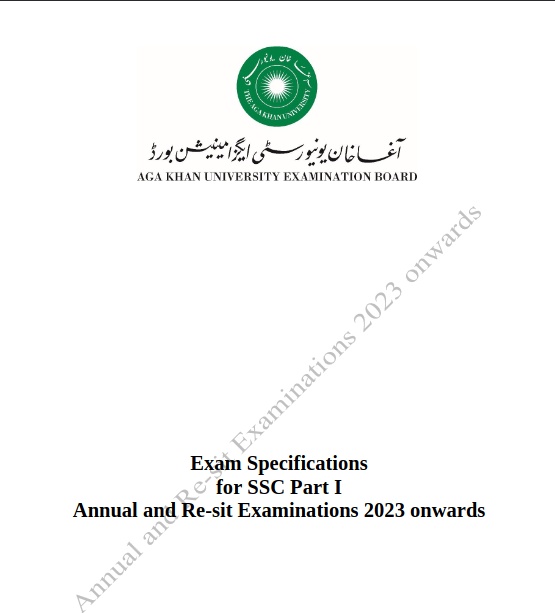 THE AGA KHAN UNIVERSITY
آغا خان یونیورسٹی ایگزامینیشن بورڈ
AGA KHAN UNIVERSITY EXAMINATION BOARD
Annual and Re-sit Examinations 2023 onwards
Exam Specifications
for SSC Part I
Annual and Re-sit Examinations 2023 onwards